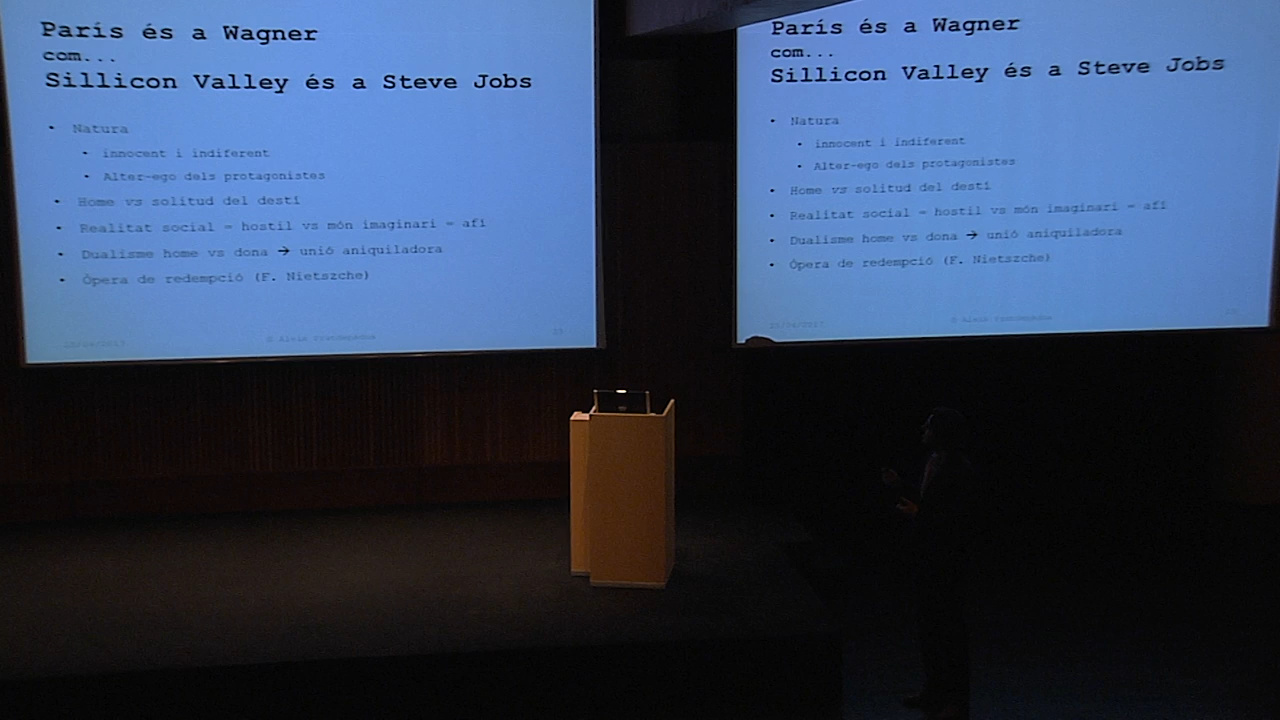 París és a Wagner
com...
Sillicon Valley és a Steve Jobs
• Natura
• innocent i indiferent
• Alter-ego dels protagonistes
• Home vs solitud del destí
• Realitat social = hostil vs món imaginari = afí
• Dualisme home vs dona → unió aniquiladora
• Òpera de redempció (F. Nietszche)
París és a Wagner
com...
Sillicon Valley és a Steve Jobs
• Natura
• innocent i indiferent
• Alter-ego dels protagonistes
• Home vs solitud del destí
• Realitat social = hostil vs món imaginari = afí
• Dualisme home vs dona → unió aniquiladora
• Òpera de redempció (F. Nietszche)